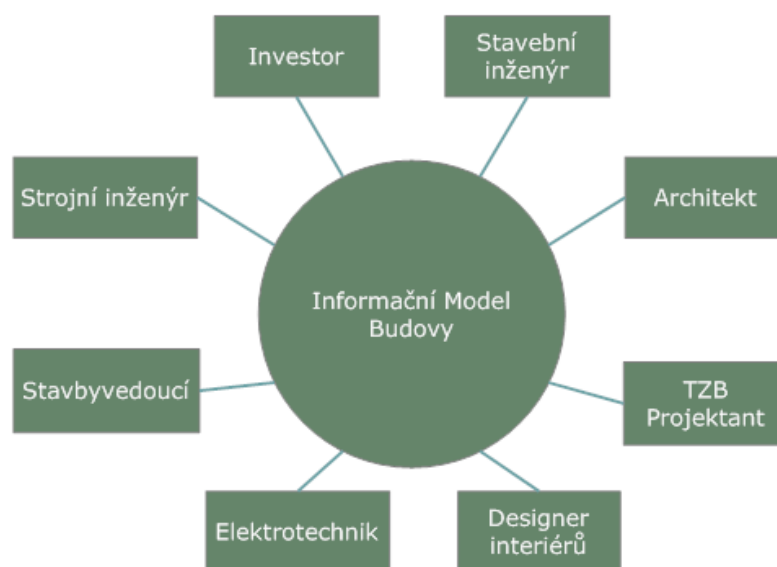 Investor
Stavební
inženýr
Strojní inženýr
Architekt
Informační Model
Budovy
Stavbyvedoucí
TZB
Projektant
Elektrotechnik
Designer
interiérů